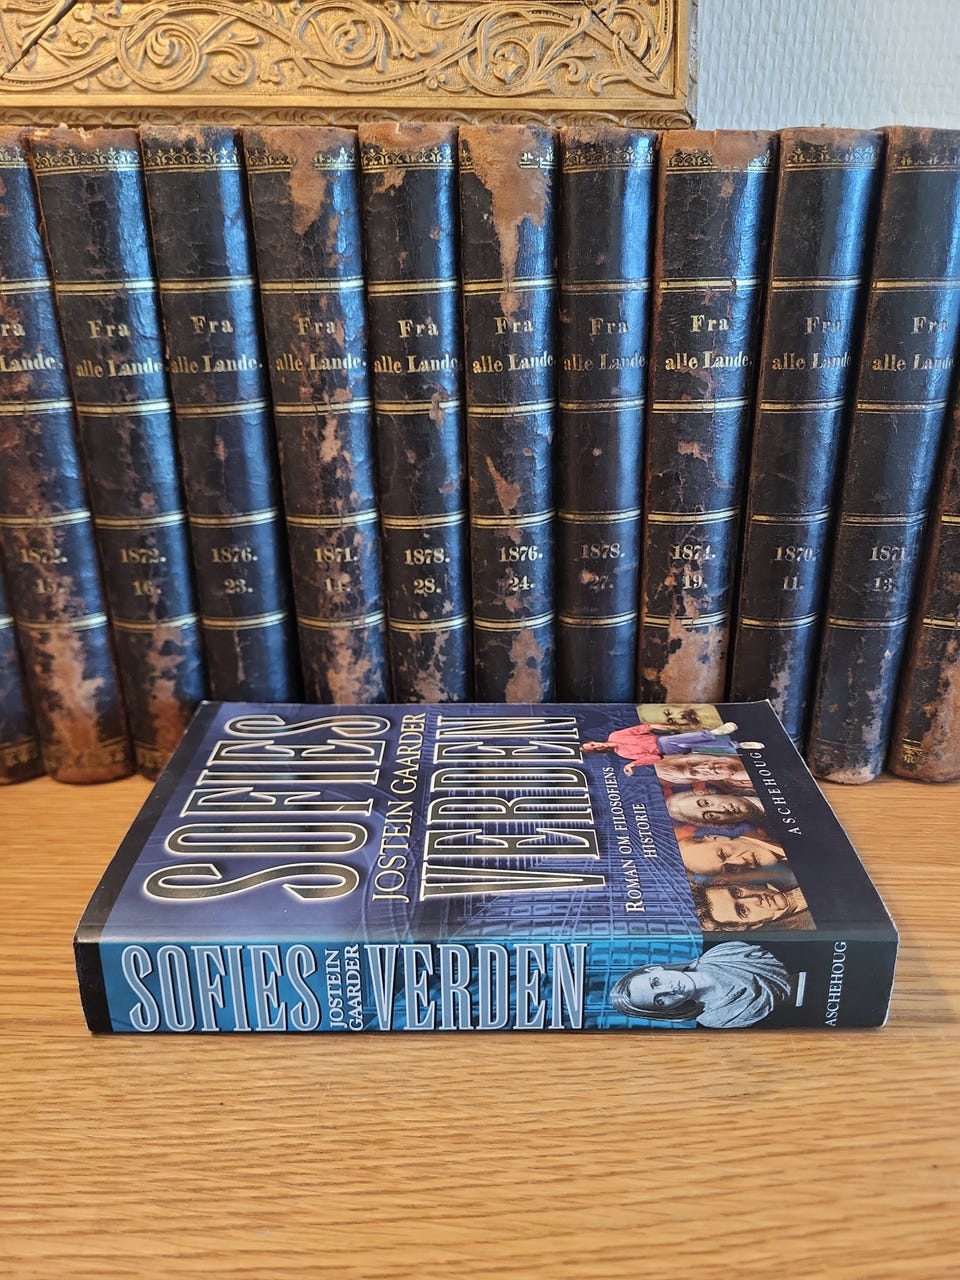 ra
Lande.
1872.
15.
Fra
alle Lande
1872.
16.
Fra
alle Lande.
1876.
23.
Fra
alle Lande.
1871.
14.
Fra
alle Lande.
1878.
28.
Fra
alle Lande
1876.
24.
Fra
alle Lande
1878.
27.
Fra
alle Lande.
1874.
19.
Fra
alle Lande
1870.
11.
Fra
alle Lande
1871
13.
SOFIES
JOSTEIN GAARDER
VERDEN
ROMAN OM FILOSOFIENS
HISTORIE
ASCHEHOUG
SOFIES
JOSTEIN
GAARDER
VERDEN
ASCHEHOUG